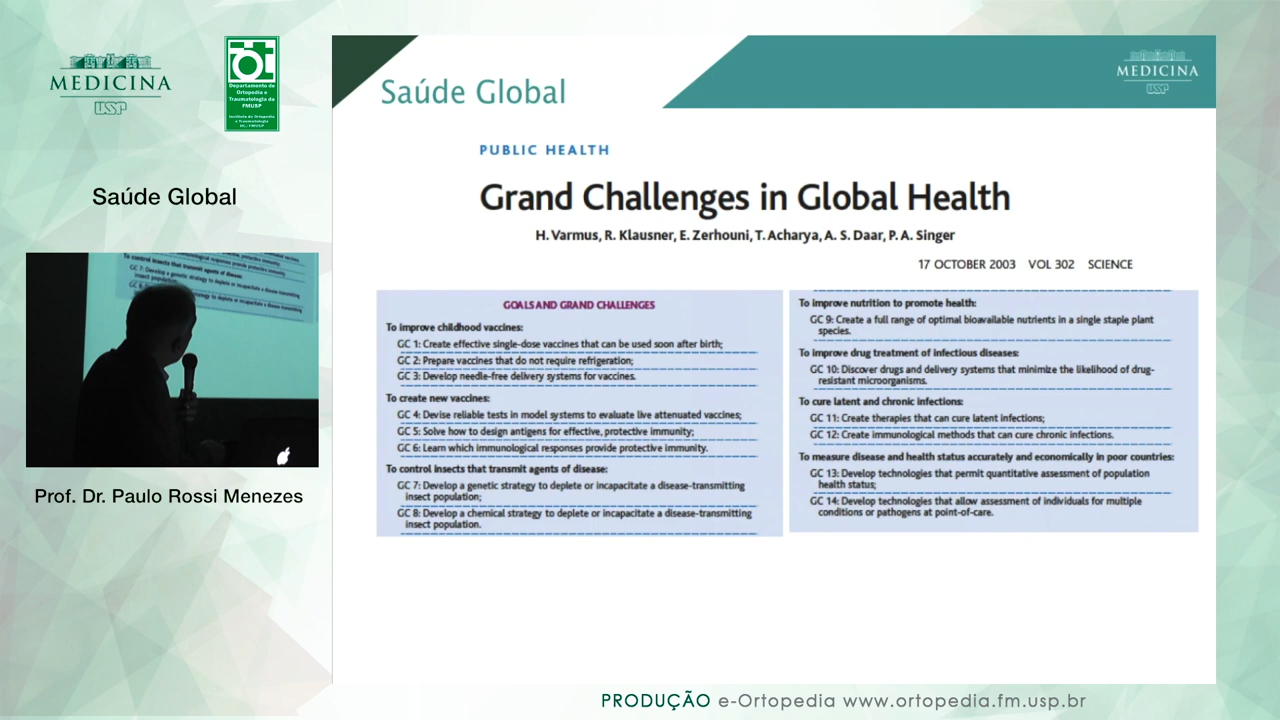 MEDICINA
USP
Departamento de
Ortopedia e
Traumatologia da
FMUSP
Instituto de Ortopedia
e Traumatologia
HC/FMUSP
Saúde Global
Prof. Dr. Paulo Rossi Menezes
Saúde Global
MEDICINA
USP
PUBLIC HEALTH
Grand Challenges in Global Health
H. Varmus, R. Klausner, E. Zerhouni, T. Acharya, A. S. Daar, P. A. Singer
17 OCTOBER 2003 VOL 302 SCIENCE
GOALS AND GRAND CHALLENGES
To improve childhood vaccines:
GC 1: Create effective single-dose vaccines that can be used soon after birth;
GC 2: Prepare vaccines that do not require refrigeration;
GC 3: Develop needle-free delivery systems for vaccines.
To create new vaccines:
GC 4: Devise reliable tests in model systems to evaluate live attenuated vaccines;
GC 5: Solve how to design antigens for effective, protective immunity;
GC 6: Learn which immunological responses provide protective immunity.
To control insects that transmit agents of disease:
GC 7: Develop a genetic strategy to deplete or incapacitate a disease-transmitting
insect population;
GC 8: Develop a chemical strategy to deplete or incapacitate a disease-transmitting
insect population.
To improve nutrition to promote health:
GC 9: Create a full range of optimal bioavailable nutrients in a single staple plant
species.
To improve drug treatment of infectious diseases:
GC 10: Discover drugs and delivery systems that minimize the likelihood of drug-
resistant microorganisms.
To cure latent and chronic infections:
GC 11: Create therapies that can cure latent infections;
GC 12: Create immunological methods that can cure chronic infections.
To measure disease and health status accurately and economically in poor countries:
GC 13: Develop technologies that permit quantitative assessment of population
health status;
GC 14: Develop technologies that allow assessment of individuals for multiple
conditions or pathogens at point-of-care.
PRODUÇÃO e-Ortopedia www.ortopedia.fm.usp.br